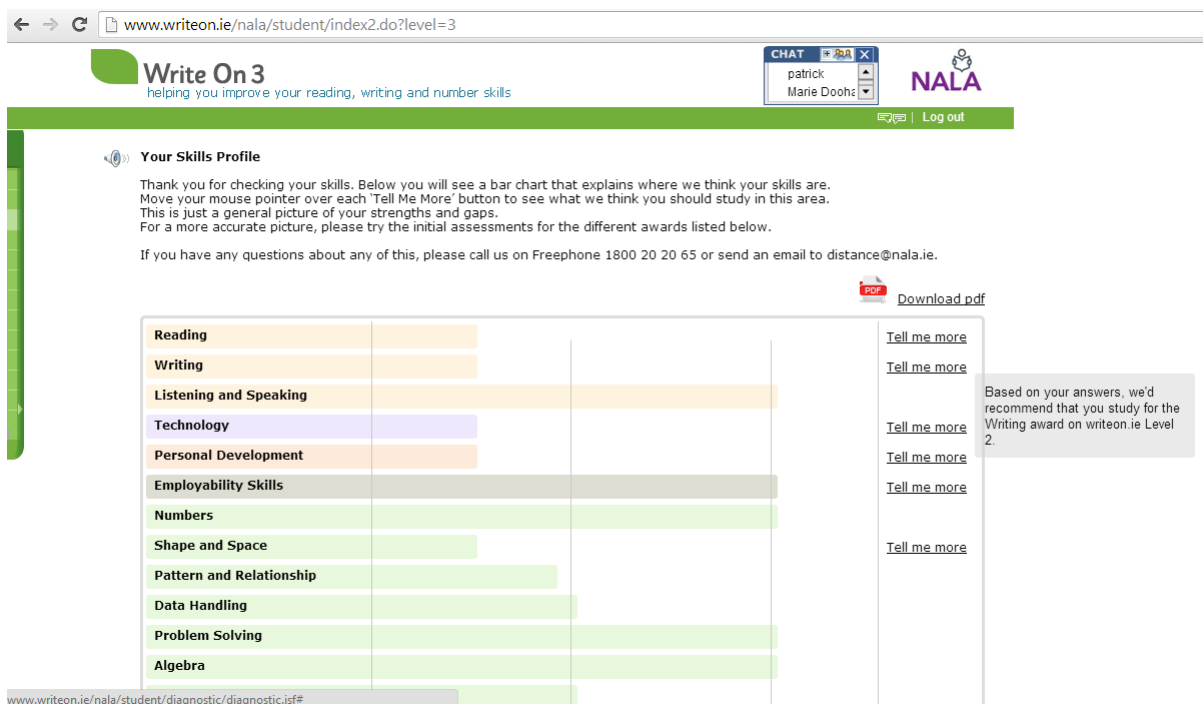 www.writeon.ie/nala/student/index2.do?level=3
Write On 3
helping you improve your reading, writing and number skills
CHAT
patrick
Marie Dooha
NALA
Log out
Your Skills Profile
Thank you for checking your skills. Below you will see a bar chart that explains where we think your skills are.
Move your mouse pointer over each 'Tell Me More' button to see what we think you should study in this area.
This is just a general picture of your strengths and gaps.
For a more accurate picture, please try the initial assessments for the different awards listed below.
If you have any questions about any of this, please call us on Freephone 1800 20 20 65 or send an email to distance@nala.ie.
PDF Download pdf
Reading Tell me more
Writing Tell me more
Listening and Speaking
Technology Tell me more
Personal Development Tell me more
Employability Skills Tell me more
Numbers
Shape and Space Tell me more
Pattern and Relationship
Data Handling
Problem Solving
Algebra
Based on your answers, we'd
recommend that you study for the
Writing award on writeon.ie Level
2.
www.writeon.ie/nala/student/diagnostic/diagnostic.jsf#